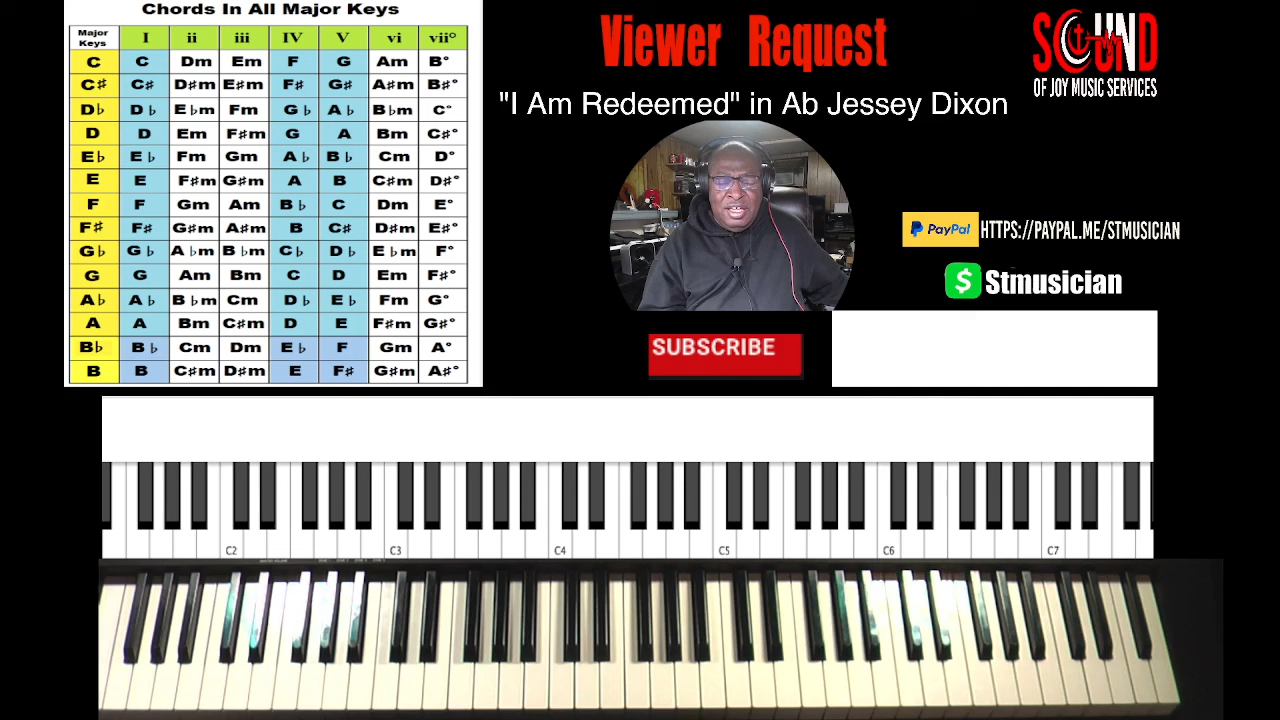 Chords In All Major Keys
Major Keys I ii iii IV V vi vii°
C C Dm Em F G Am B°
C♯ C♯ D♯m E♯m F♯ G♯ A♯m B♯°
D♭ D♭ E♭m Fm G♭ A♭ B♭m C°
D D Em F♯m G A Bm C♯°
E♭ E♭ Fm Gm A♭ B♭ Cm D°
E E F♯m G♯m A B C♯m D♯°
F F Gm Am B♭ C Dm E°
F♯ F♯ G♯m A♯m B C♯ D♯m E♯°
G♭ G♭ A♭m B♭m C♭ D♭ E♭m F°
G G Am Bm C D Em F♯°
A♭ A♭ B♭m Cm D♭ E♭ Fm G°
A A Bm C♯m D E F♯m G♯°
B♭ B♭ Cm Dm E♭ F Gm A°
B B C♯m D♯m E F♯ G♯m A♯°
Viewer Request
"I Am Redeemed" in Ab Jessey Dixon
SOUND
OF JOY MUSIC SERVICES
PayPal HTTPS://PAYPAL.ME/STMUSICIAN
$ Stmusician
SUBSCRIBE
C2 C3 C4 C5 C6 C7